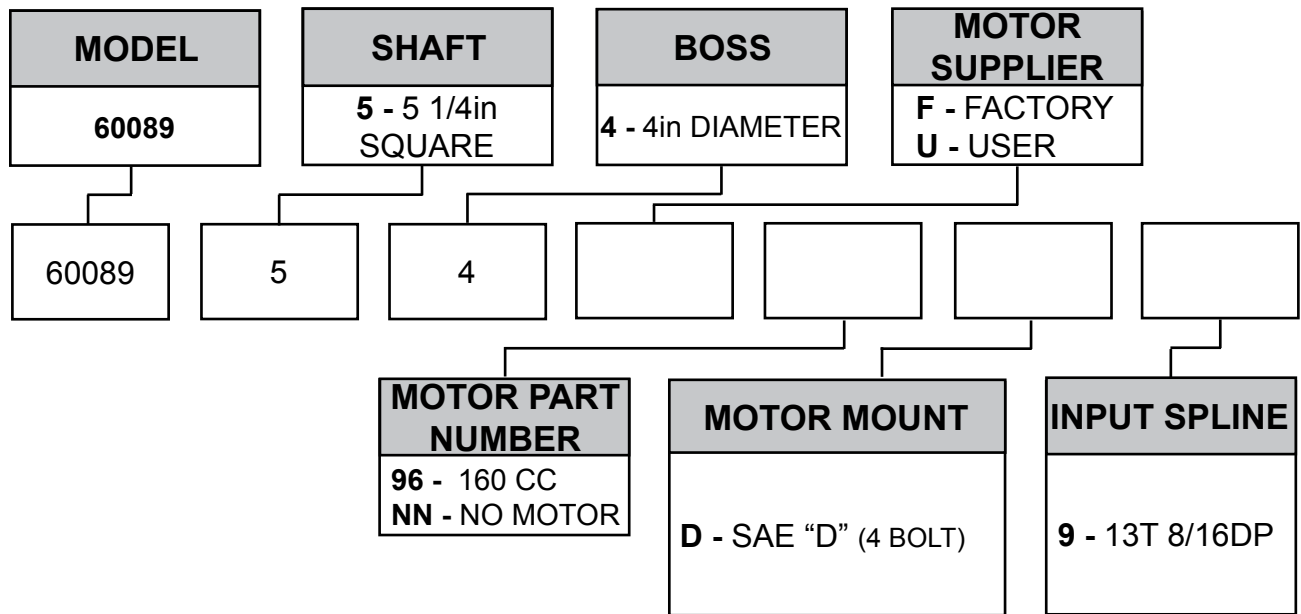 MODEL
60089
SHAFT
5 - 5 1/4in
SQUARE
BOSS
4 - 4in DIAMETER
MOTOR
SUPPLIER
F - FACTORY
U - USER
60089
5
4
MOTOR PART
NUMBER
96 - 160 CC
NN - NO MOTOR
MOTOR MOUNT
D - SAE “D” (4 BOLT)
INPUT SPLINE
9 - 13T 8/16DP